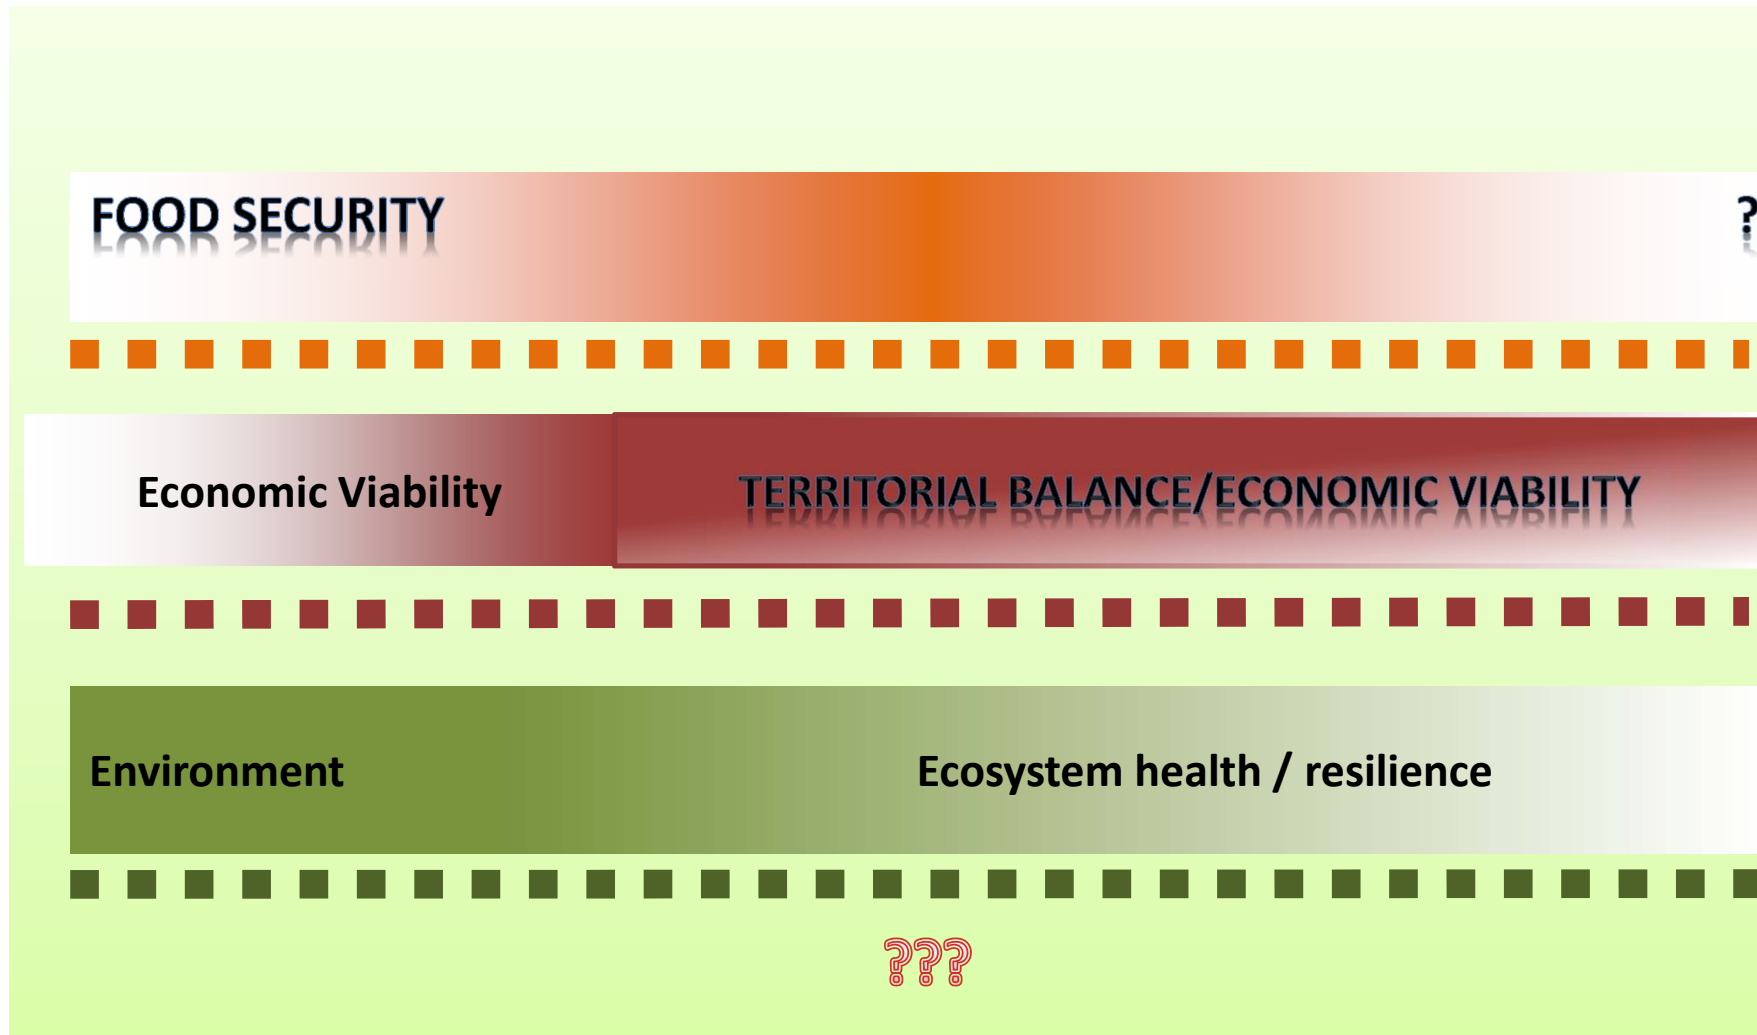 FOOD SECURITY ?
Economic Viability TERRITORIAL BALANCE/ECONOMIC VIABILITY
Environment Ecosystem health / resilience
???